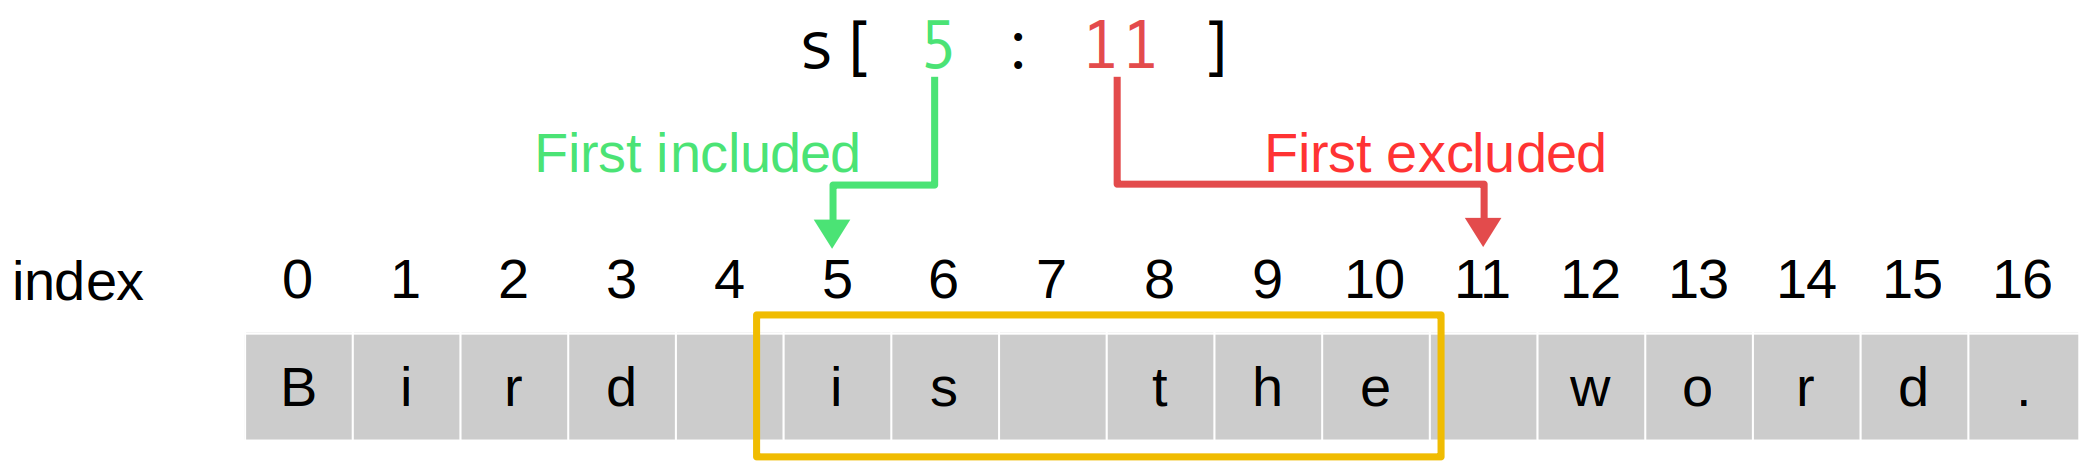 s[ 5 : 11 ]
First included First excluded
index 0 1 2 3 4 5 6 7 8 9 10 11 12 13 14 15 16
B i r d   i s   t h e   w o r d .